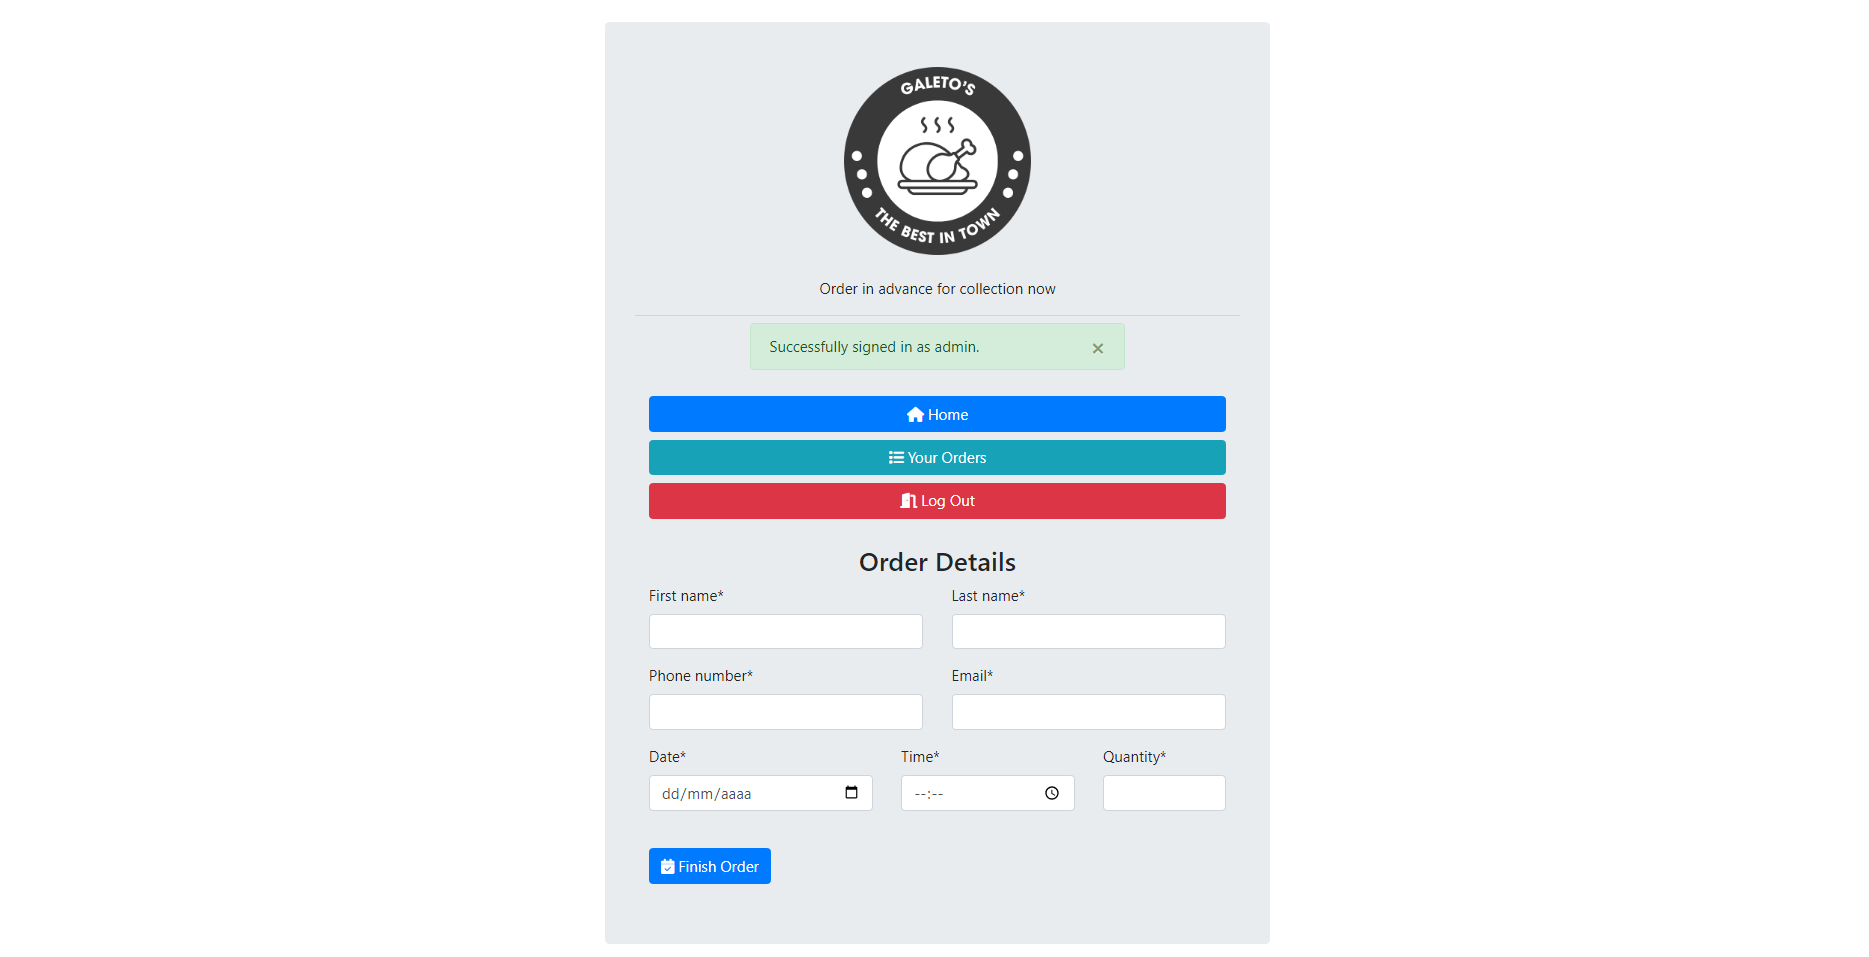 GALETO'S
THE BEST IN TOWN
Order in advance for collection now
Successfully signed in as admin. ×
Home
Your Orders
Log Out
Order Details
First name* Last name*
Phone number* Email*
Date* Time* Quantity*
dd/mm/aaaa --:--
Finish Order